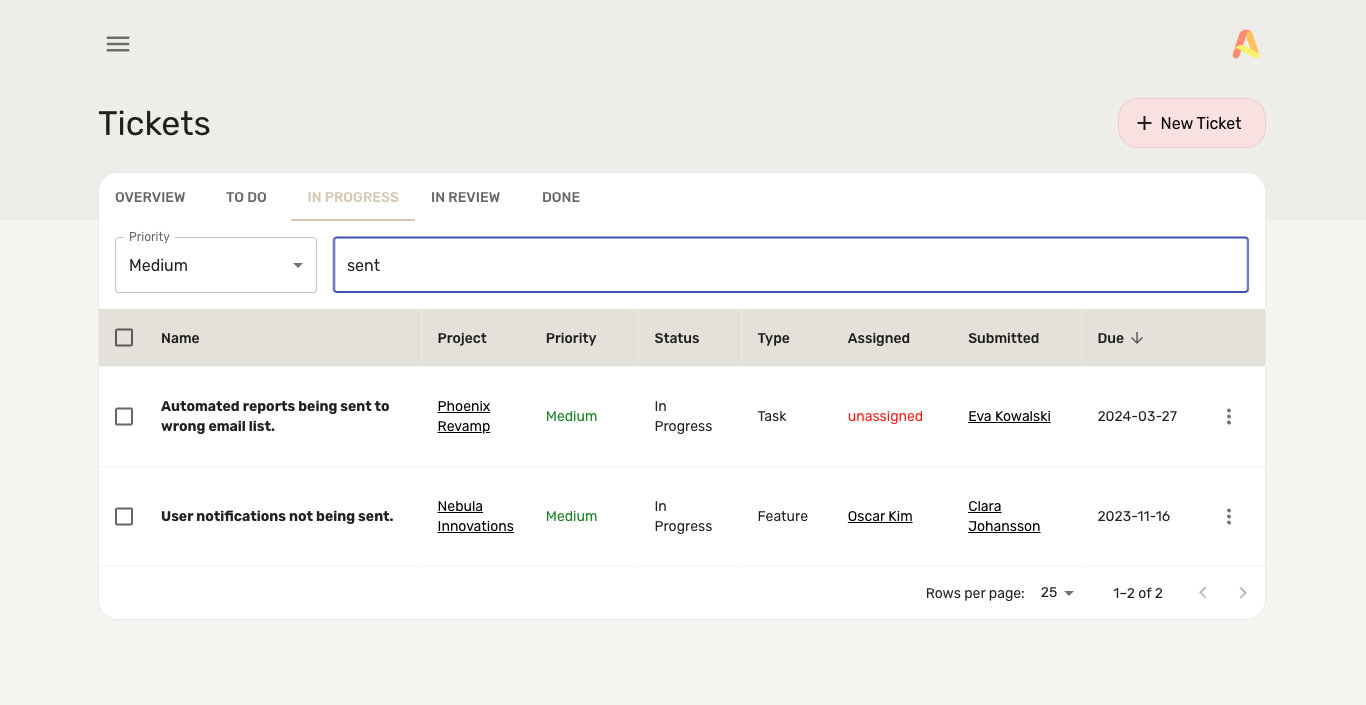 Tickets
+ New Ticket
OVERVIEW TO DO IN PROGRESS IN REVIEW DONE
Priority
Medium
sent
Name Project Priority Status Type Assigned Submitted Due
Automated reports being sent to
wrong email list.
Phoenix
Revamp
Medium
In
Progress
Task
unassigned
Eva Kowalski
2024-03-27
User notifications not being sent.
Nebula
Innovations
Medium
In
Progress
Feature
Oscar Kim
Clara
Johansson
2023-11-16
Rows per page: 25 1–2 of 2